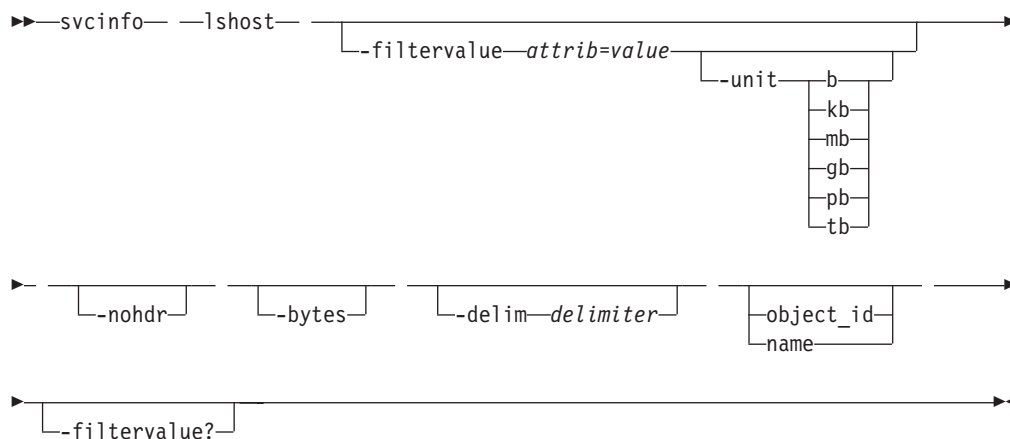 svcinfo lshost
-filtervalue attrib=value
-unit b
kb
mb
gb
pb
tb
-nohdr -bytes -delim delimiter object_id
name
-filtervalue?